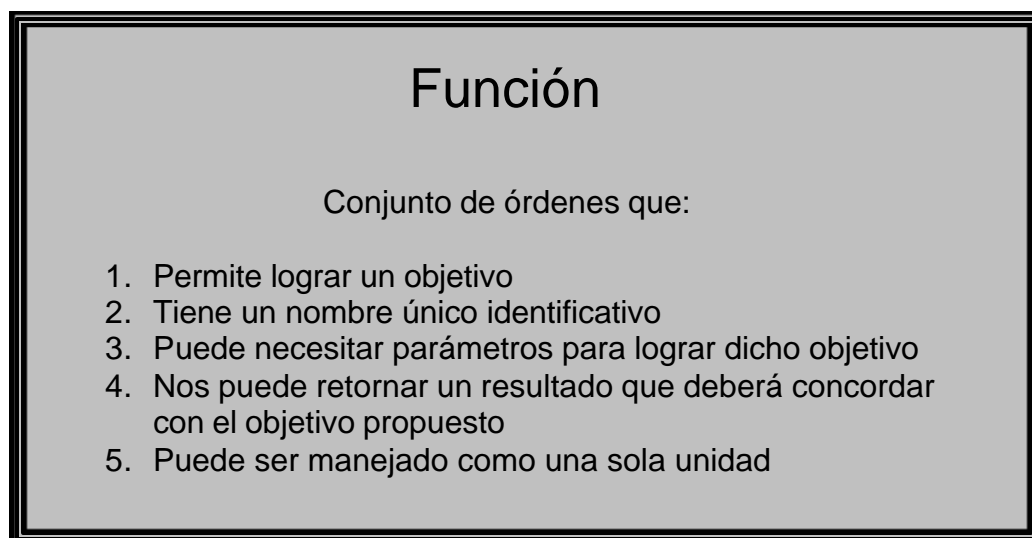 Función
Conjunto de órdenes que:
1. Permite lograr un objetivo
2. Tiene un nombre único identificativo
3. Puede necesitar parámetros para lograr dicho objetivo
4. Nos puede retornar un resultado que deberá concordar
con el objetivo propuesto
5. Puede ser manejado como una sola unidad